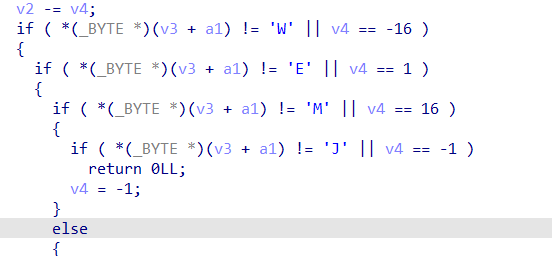 v2 -= v4;
if ( *(_BYTE *)(v3 + a1) != 'W' || v4 == -16 )
{
if ( *(_BYTE *)(v3 + a1) != 'E' || v4 == 1 )
{
if ( *(_BYTE *)(v3 + a1) != 'M' || v4 == 16 )
{
if ( *(_BYTE *)(v3 + a1) != 'J' || v4 == -1 )
return 0LL;
v4 = -1;
}
else
{